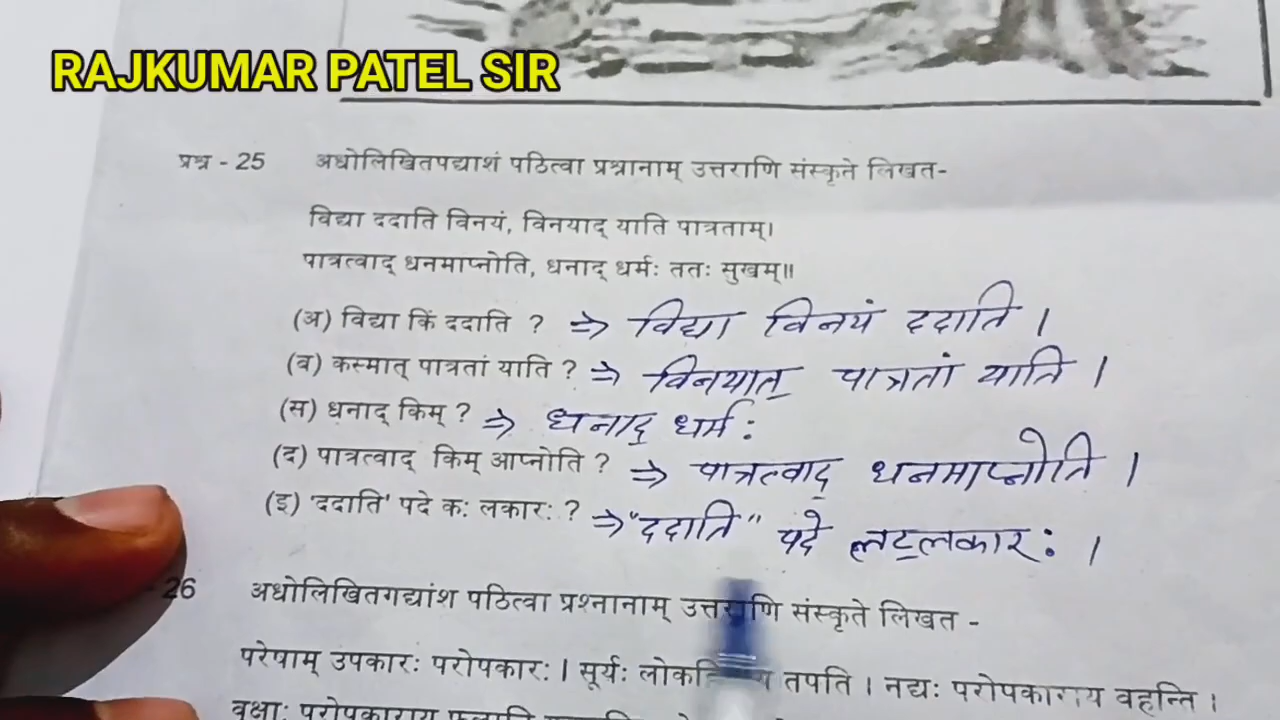 RAJKUMAR PATEL SIR
प्रश्न - 25 अधोलिखितपद्याशं पठित्वा प्रश्नानाम् उत्तराणि संस्कृते लिखत-
विद्या ददाति विनयं, विनयाद् याति पात्रताम्।
पात्रत्वाद् धनमाप्नोति, धनाद् धर्मः ततः सुखम्॥
(अ) विद्या किं ददाति ? ⇒ विद्या विनयं ददाति ।
(व) कस्मात् पात्रतां याति ? ⇒ विनयात् पात्रतां याति ।
(स) धनाद् किम् ? ⇒ धनाद् धर्म :
(द) पात्रत्वाद् किम् आप्नोति ? ⇒ पात्रत्वाद् धनमाप्नोति ।
(इ) 'ददाति' पदे कः लकारः ? ⇒ "ददाति" पदे लट्लकार : ।
26 अधोलिखितगद्यांश पठित्वा प्रश्नानाम् उत्तराणि संस्कृते लिखत -
परेषाम् उपकारः परोपकारः । सूर्यः तपति । नद्यः परोपकाराय वहन्ति ।
वृक्षाः परोपकाराय